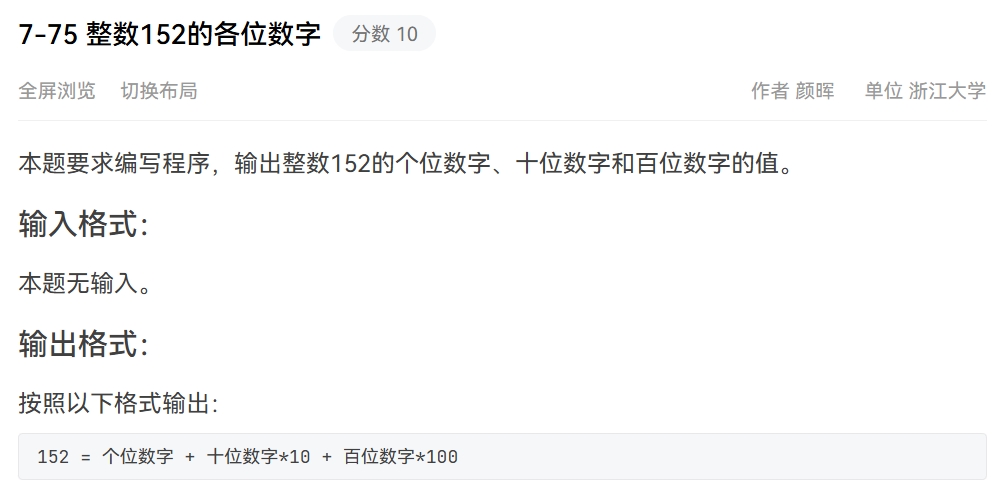 7-75 整数152的各位数字 分数 10
全屏浏览 切换布局 作者 颜晖 单位 浙江大学
本题要求编写程序，输出整数152的个位数字、十位数字和百位数字的值。
输入格式：
本题无输入。
输出格式：
按照以下格式输出：
152 = 个位数字 + 十位数字*10 + 百位数字*100